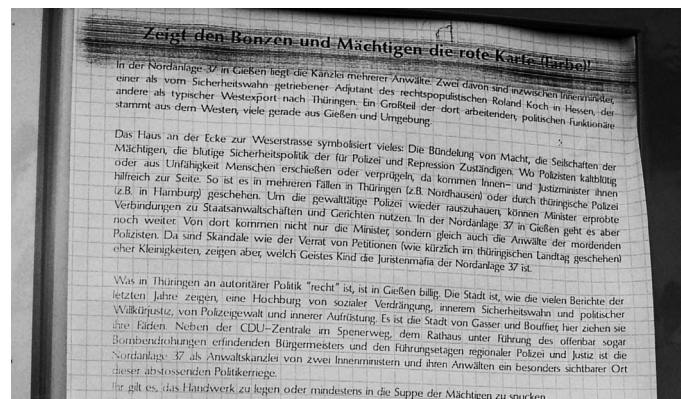 Zeigt den Bonzen und Mächtigen die rote Karte (Farbe)!
In der Nordanlage 37 in Gießen liegt die Kanzlei mehrerer Anwälte. Zwei davon sind inzwischen Innenminister,
einer als vom Sicherheitswahn getriebener Adjutant des rechtspopulistischen Roland Koch in Hessen, der
andere als typischer Westexport nach Thüringen. Ein Großteil der dort arbeitenden, politischen Funktionäre
stammt aus dem Westen, viele gerade aus Gießen und Umgebung.
Das Haus an der Ecke zur Weserstrasse symbolisiert vieles: Die Bündelung von Macht, die Seilschaften der
Mächtigen, die blutige Sicherheitspolitik der für Polizei und Repression Zuständigen. Wo Polizisten kaltblütig
oder aus Unfähigkeit Menschen erschießen oder verprügeln, da kommen Innen- und Justizminister ihnen
hilfreich zur Seite. So ist es in mehreren Fällen in Thüringen (z.B. Nordhausen) oder durch thüringische Polizei
(z.B. in Hamburg) geschehen. Um die gewalttätige Polizei wieder rauszuhauen, können Minister erprobte
Verbindungen zu Staatsanwaltschaften und Gerichten nutzen. In der Nordanlage 37 in Gießen geht es aber
noch weiter. Von dort kommen nicht nur die Minister, sondern gleich auch die Anwälte der mordenden
Polizisten. Da sind Skandale wie der Verrat von Petitionen (wie kürzlich im thüringischen Landtag geschehen)
eher Kleinigkeiten, zeigen aber, welch Geistes Kind die Juristenmafia der Nordanlage 37 ist.
Was in Thüringen an autoritärer Politik "recht" ist, ist in Gießen billig. Die Stadt ist, wie die vielen Berichte der
letzten Jahre zeigen, eine Hochburg von sozialer Verdrängung, innerem Sicherheitswahn und politischer
Willkürjustiz, von Polizeigewalt und innerer Aufrüstung. Es ist die Stadt von Gasser und Bouffier, hier ziehen sie
ihre Fäden. Neben der CDU-Zentrale im Spenerweg, dem Rathaus unter Führung des offenbar sogar
Bombendrohungen erfindenden Bürgermeisters und den Führungsetagen regionaler Polizei und Justiz ist die
Nordanlage 37 als Anwaltskanzlei von zwei Innenministern und ihren Anwälten ein besonders sichtbarer Ort
dieser abstossenden Politikerriege.
Ihr gilt es, das Handwerk zu legen oder mindestens in die Suppe der Mächtigen zu spucken.